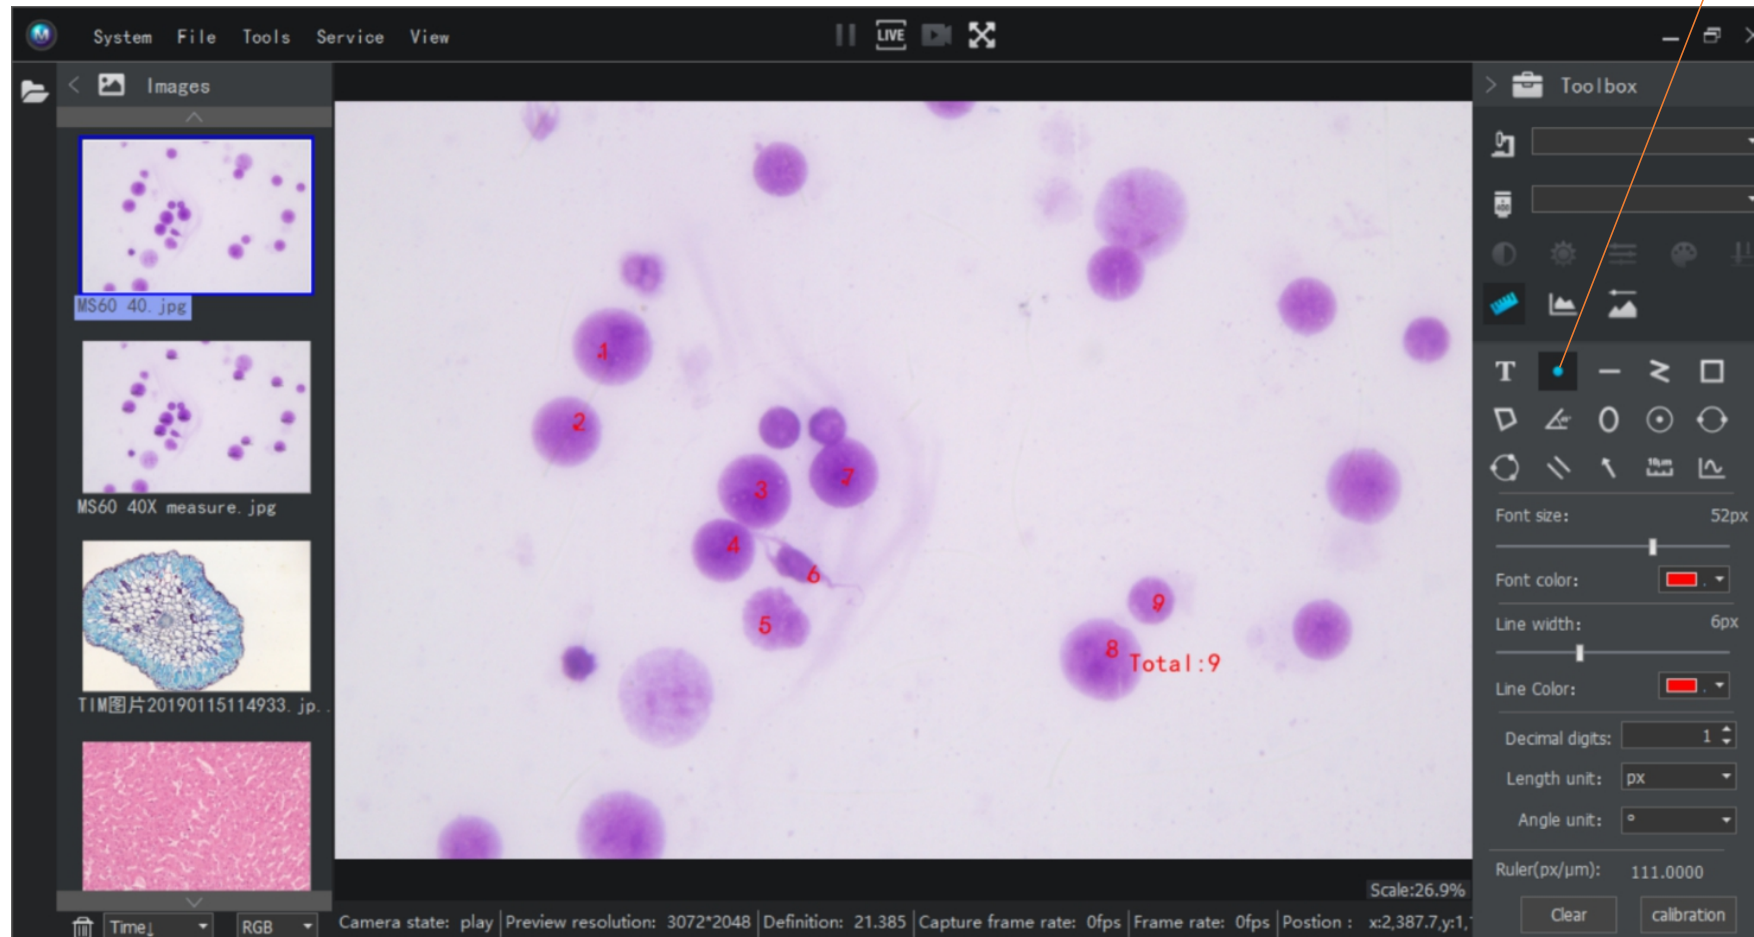 System File Tools Service View
LIVE
Images
Toolbox
MS60 40.jpg
MS60 40X measure.jpg
TIM图片20190115114933.jp..
1
2
3
7
4
6
5
9
8
Total:9
400
T
10μm
Font size: 52px
Font color:
Line width: 6px
Line Color:
Decimal digits: 1
Length unit: px
Angle unit: °
Ruler(px/μm): 111.0000
Clear calibration
Scale:26.9%
Time↓ RGB Camera state: play Preview resolution: 3072*2048 Definition: 21.385 Capture frame rate: 0fps Frame rate: 0fps Postion : x:2,387.7,y:1,